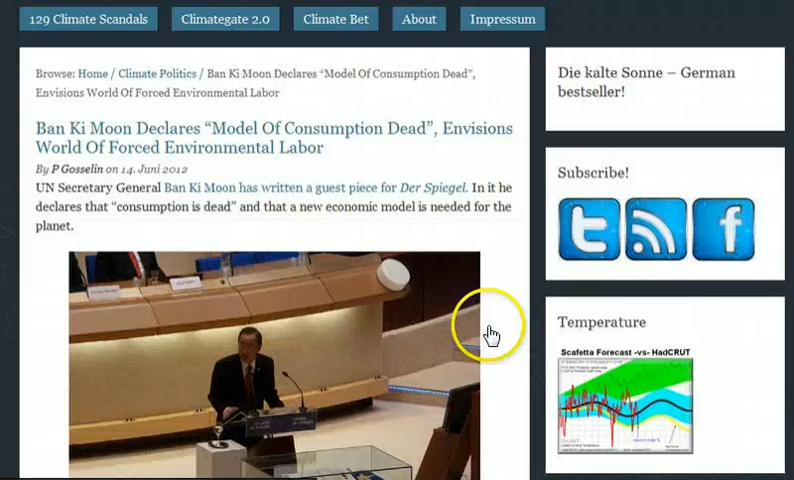 129 Climate Scandals
Climategate 2.0
Climate Bet
About
Impressum
Browse: Home / Climate Politics / Ban Ki Moon Declares “Model Of Consumption Dead”,
Envisions World Of Forced Environmental Labor
Ban Ki Moon Declares “Model Of Consumption Dead”, Envisions
World Of Forced Environmental Labor
By P Gosselin on 14. Juni 2012
UN Secretary General Ban Ki Moon has written a guest piece for Der Spiegel. In it he
declares that “consumption is dead” and that a new economic model is needed for the
planet.
Die kalte Sonne – German
bestseller!
Subscribe!
Temperature
Scafetta Forecast -vs- HadCRUT